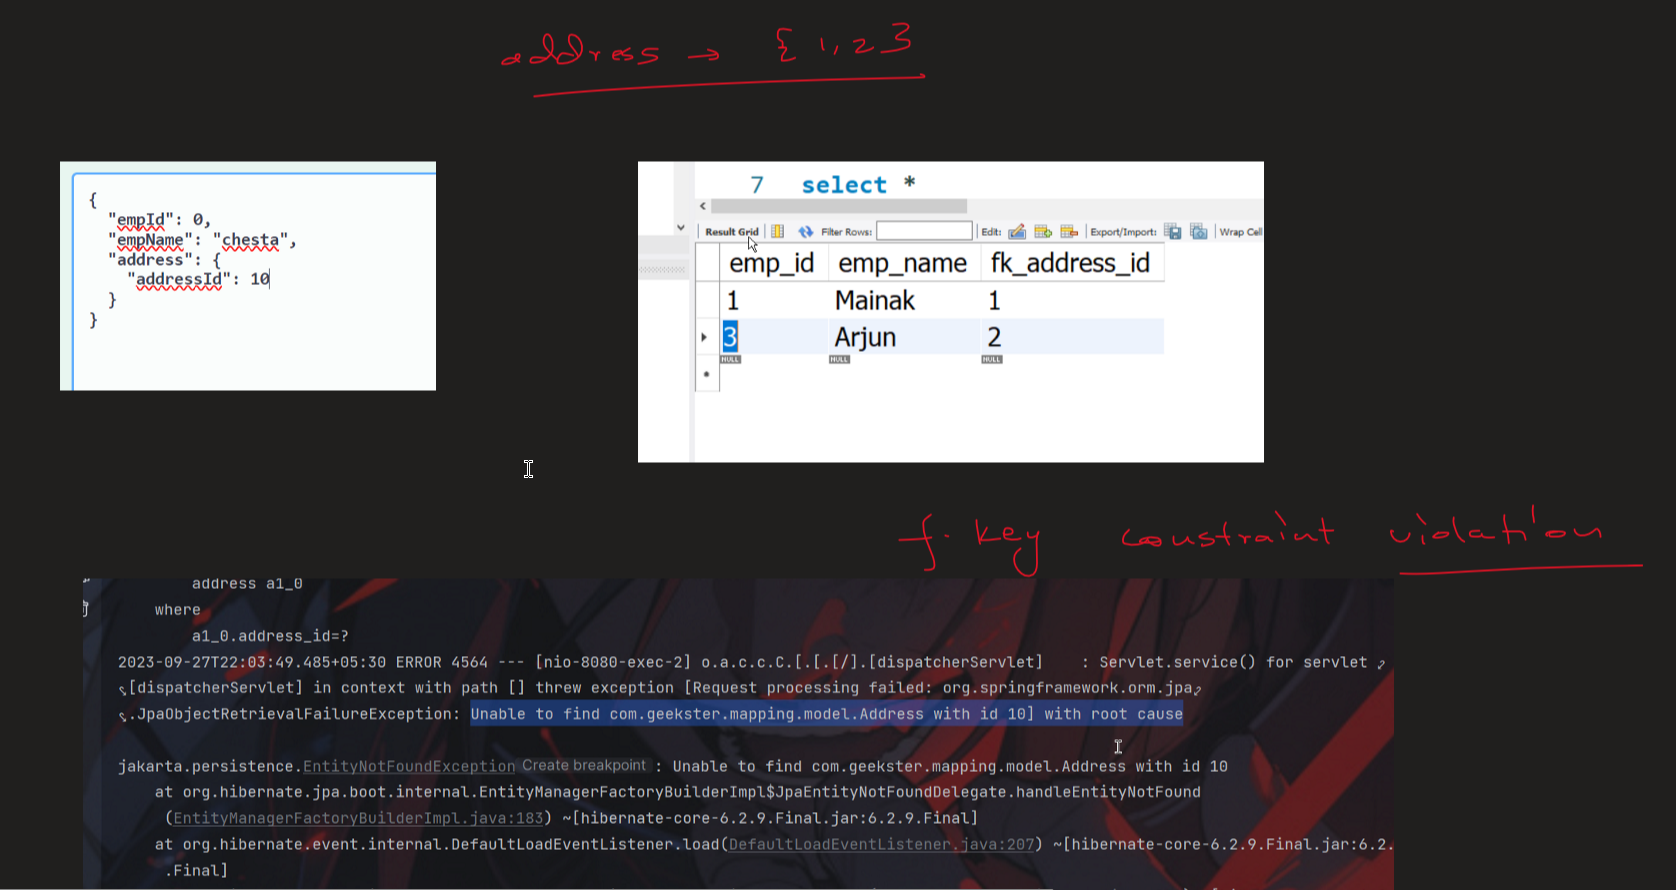 address → { 1, 2 3
{
"empId": 0,
"empName": "chesta",
"address": {
"addressId": 10
}
}
7 select *
Result Grid Filter Rows: Edit: Export/Import: Wrap Cell
emp_id emp_name fk_address_id
1 Mainak 1
3 Arjun 2
NULL NULL NULL
f. key constraint violation
address a1_0
where
a1_0.address_id=?
2023-09-27T22:03:49.485+05:30 ERROR 4564 --- [nio-8080-exec-2] o.a.c.c.C.[.[.[/].[dispatcherServlet] : Servlet.service() for servlet
[dispatcherServlet] in context with path [] threw exception [Request processing failed: org.springframework.orm.jpa
.JpaObjectRetrievalFailureException: Unable to find com.geekster.mapping.model.Address with id 10] with root cause
jakarta.persistence.EntityNotFoundException Create breakpoint : Unable to find com.geekster.mapping.model.Address with id 10
at org.hibernate.jpa.boot.internal.EntityManagerFactoryBuilderImpl$JpaEntityNotFoundDelegate.handleEntityNotFound
(EntityManagerFactoryBuilderImpl.java:183) ~[hibernate-core-6.2.9.Final.jar:6.2.9.Final]
at org.hibernate.event.internal.DefaultLoadEventListener.load(DefaultLoadEventListener.java:207) ~[hibernate-core-6.2.9.Final.jar:6.2.
.Final]